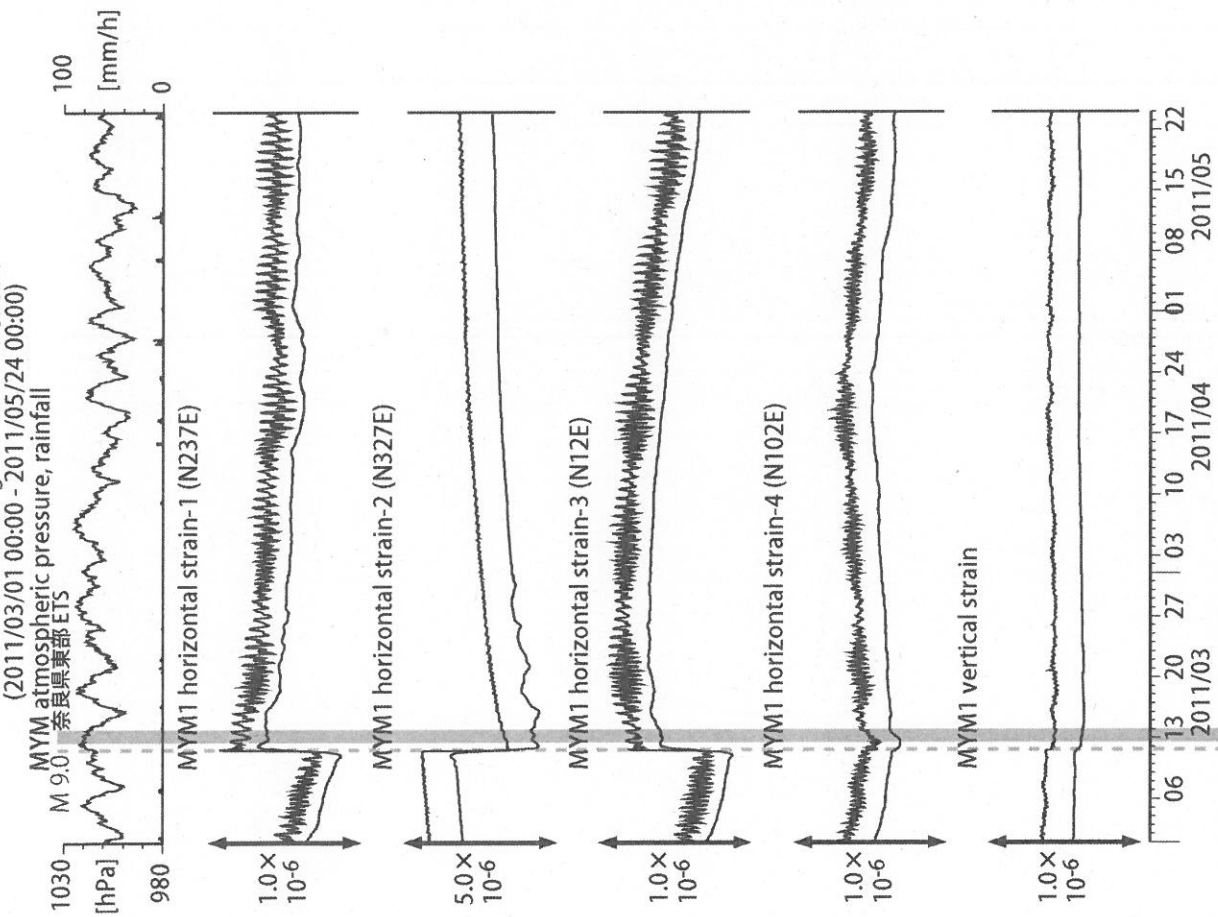 (2011/03/01 00:00 - 2011/05/24 00:00)
MYM atmospheric pressure, rainfall
M 9.0 奈良県東部 ETS
1030
[hPa]
980
100
[mm/h]
0
MYM1 horizontal strain-1 (N237E)
1.0×
10-6
MYM1 horizontal strain-2 (N327E)
5.0×
10-6
MYM1 horizontal strain-3 (N12E)
1.0×
10-6
MYM1 horizontal strain-4 (N102E)
1.0×
10-6
MYM1 vertical strain
1.0×
10-6
06 13 20 27 03 10 17 24 01 08 15 22
2011/03 2011/04 2011/05